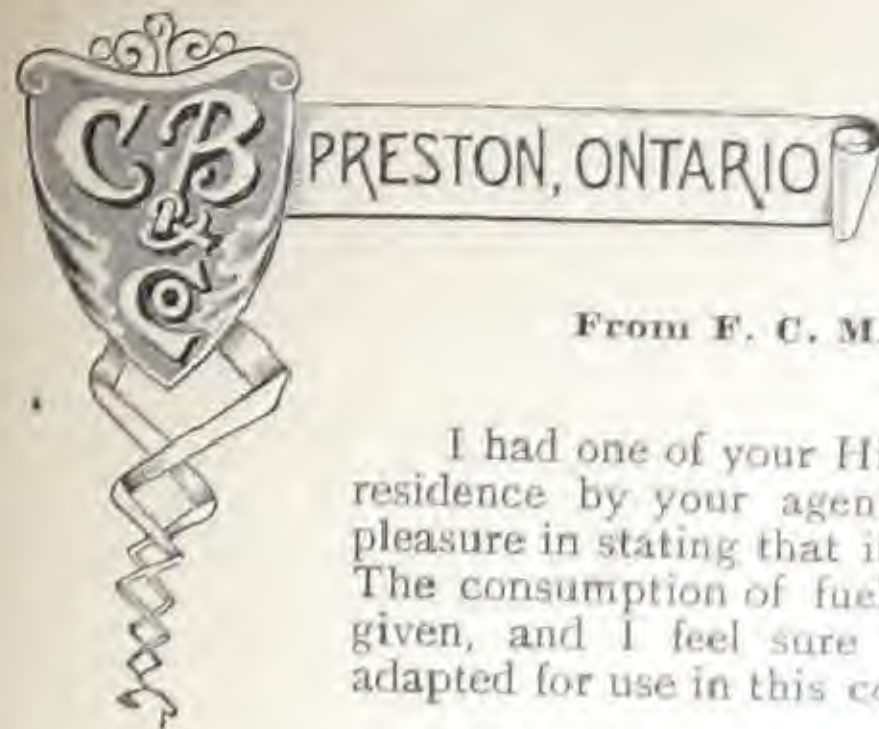 CB
& Co.
PRESTON, ONTARIO
From F. C. M
I had one of your H
residence by your agen
pleasure in stating that i
The consumption of fuel
given, and I feel sure
adapted for use in this c